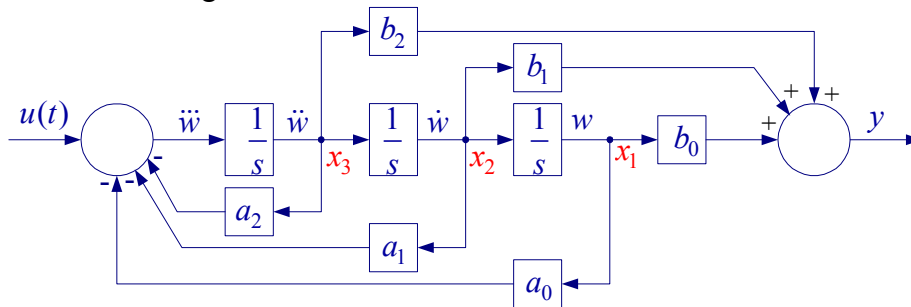 b₂
b₁
u(t) w⃛ 1/s ẅ x₃ 1/s ẇ x₂ 1/s w x₁ b₀ + + + y
- - -
a₂
a₁
a₀